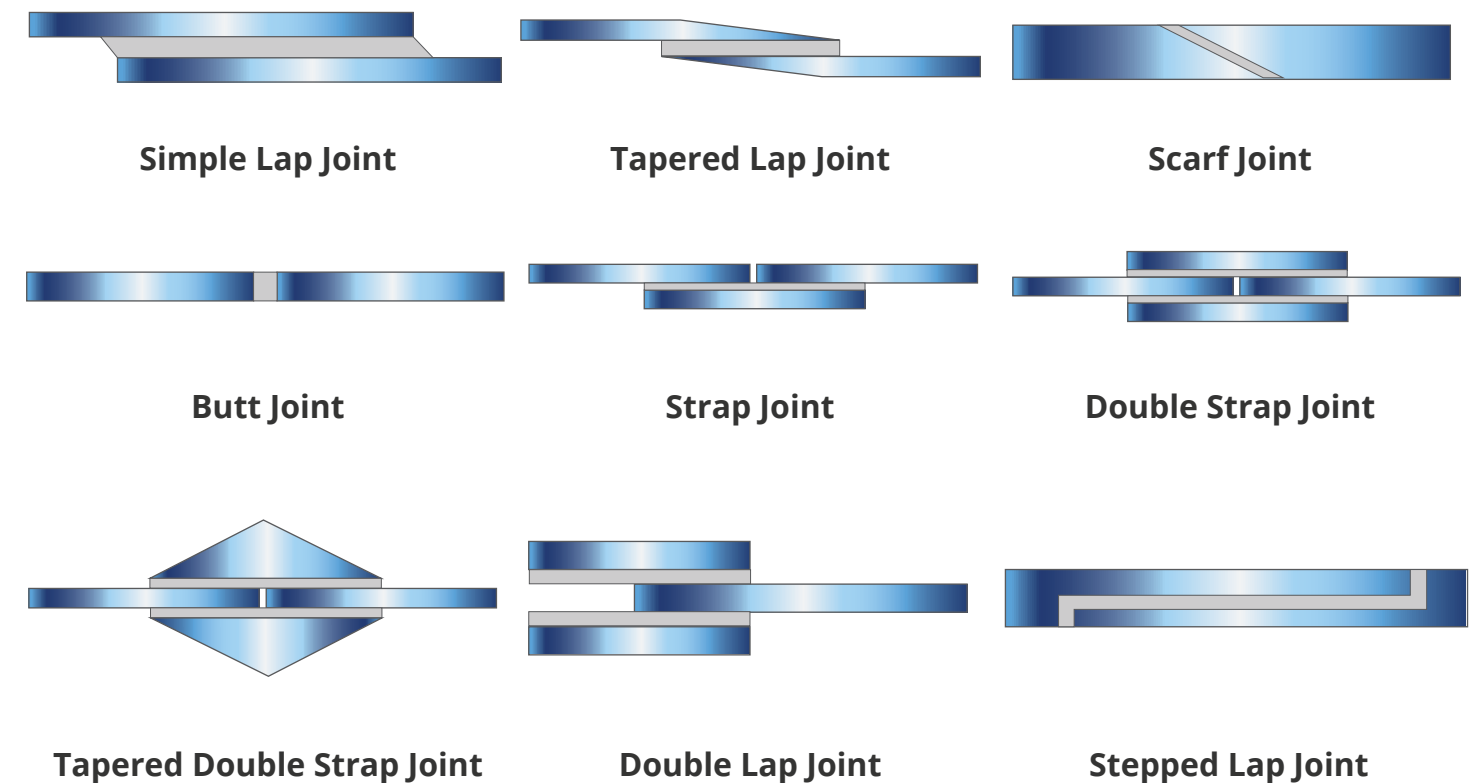 Simple Lap Joint
Tapered Lap Joint
Scarf Joint
Butt Joint
Strap Joint
Double Strap Joint
Tapered Double Strap Joint
Double Lap Joint
Stepped Lap Joint